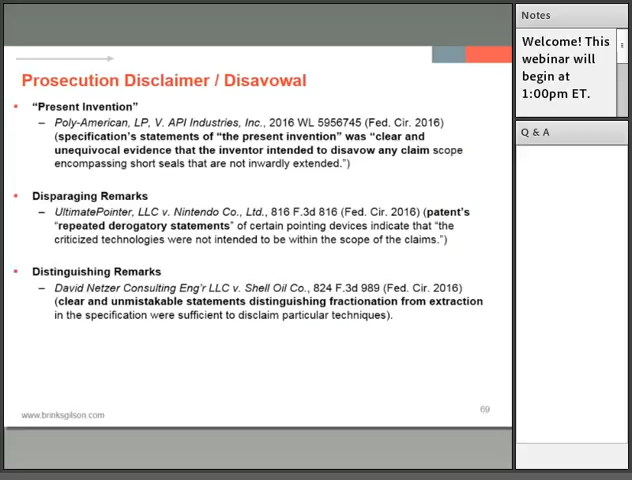 Prosecution Disclaimer / Disavowal
▪ “Present Invention”
– Poly-American, LP, V. API Industries, Inc., 2016 WL 5956745 (Fed. Cir. 2016)
(specification’s statements of “the present invention” was “clear and
unequivocal evidence that the inventor intended to disavow any claim scope
encompassing short seals that are not inwardly extended.”)
▪ Disparaging Remarks
– UltimatePointer, LLC v. Nintendo Co., Ltd., 816 F.3d 816 (Fed. Cir. 2016) (patent’s
“repeated derogatory statements” of certain pointing devices indicate that “the
criticized technologies were not intended to be within the scope of the claims.”)
▪ Distinguishing Remarks
– David Netzer Consulting Eng’r LLC v. Shell Oil Co., 824 F.3d 989 (Fed. Cir. 2016)
(clear and unmistakable statements distinguishing fractionation from extraction
in the specification were sufficient to disclaim particular techniques).
www.brinksgilson.com
69
Notes
Welcome! This
webinar will
begin at
1:00pm ET.
Q & A